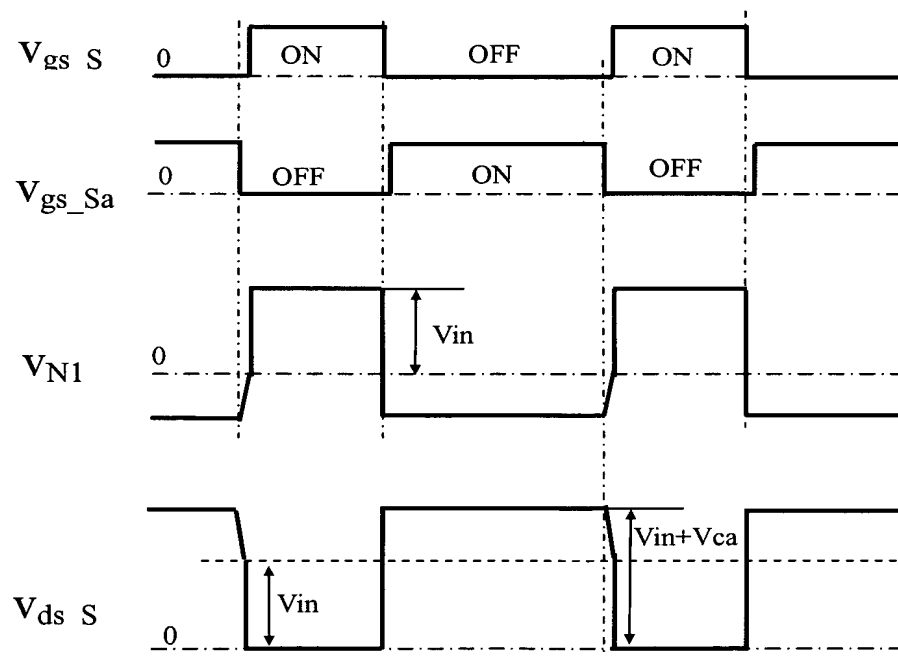 Vgs S 0 ON OFF ON
Vgs_Sa 0 OFF ON OFF
VN1 0 Vin
Vin+Vca
Vds S 0 Vin